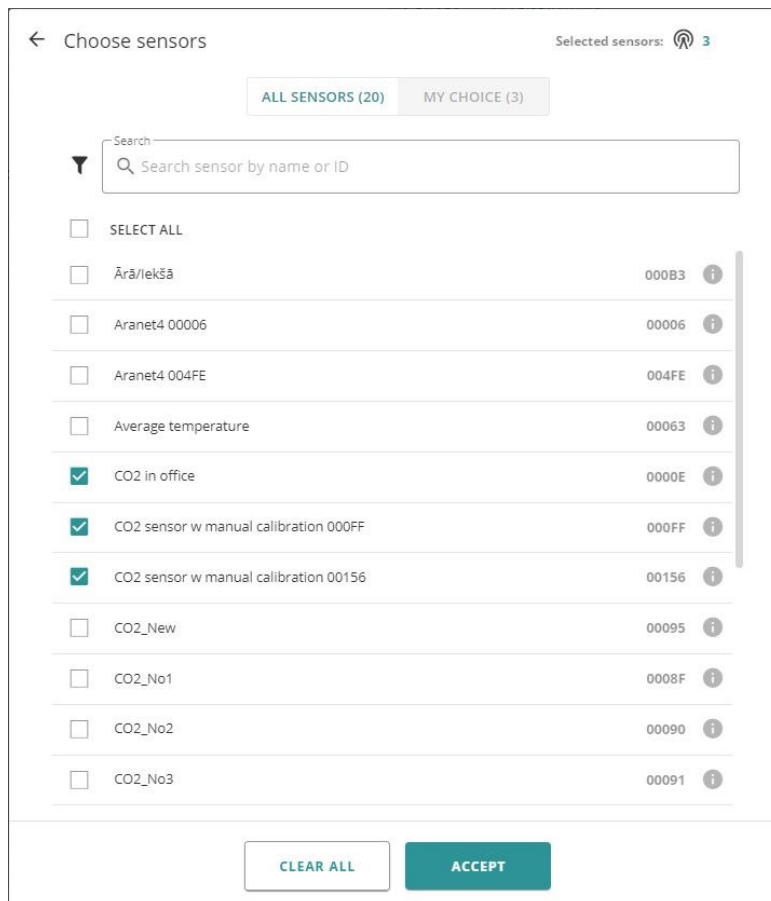 Choose sensors
Selected sensors: 3
ALL SENSORS (20) MY CHOICE (3)
Search
Search sensor by name or ID
SELECT ALL
Ārā/Iekšā 000B3
Aranet4 00006 00006
Aranet4 004FE 004FE
Average temperature 00063
CO2 in office 0000E
CO2 sensor w manual calibration 000FF 000FF
CO2 sensor w manual calibration 00156 00156
CO2_New 00095
CO2_No1 0008F
CO2_No2 00090
CO2_No3 00091
CLEAR ALL ACCEPT